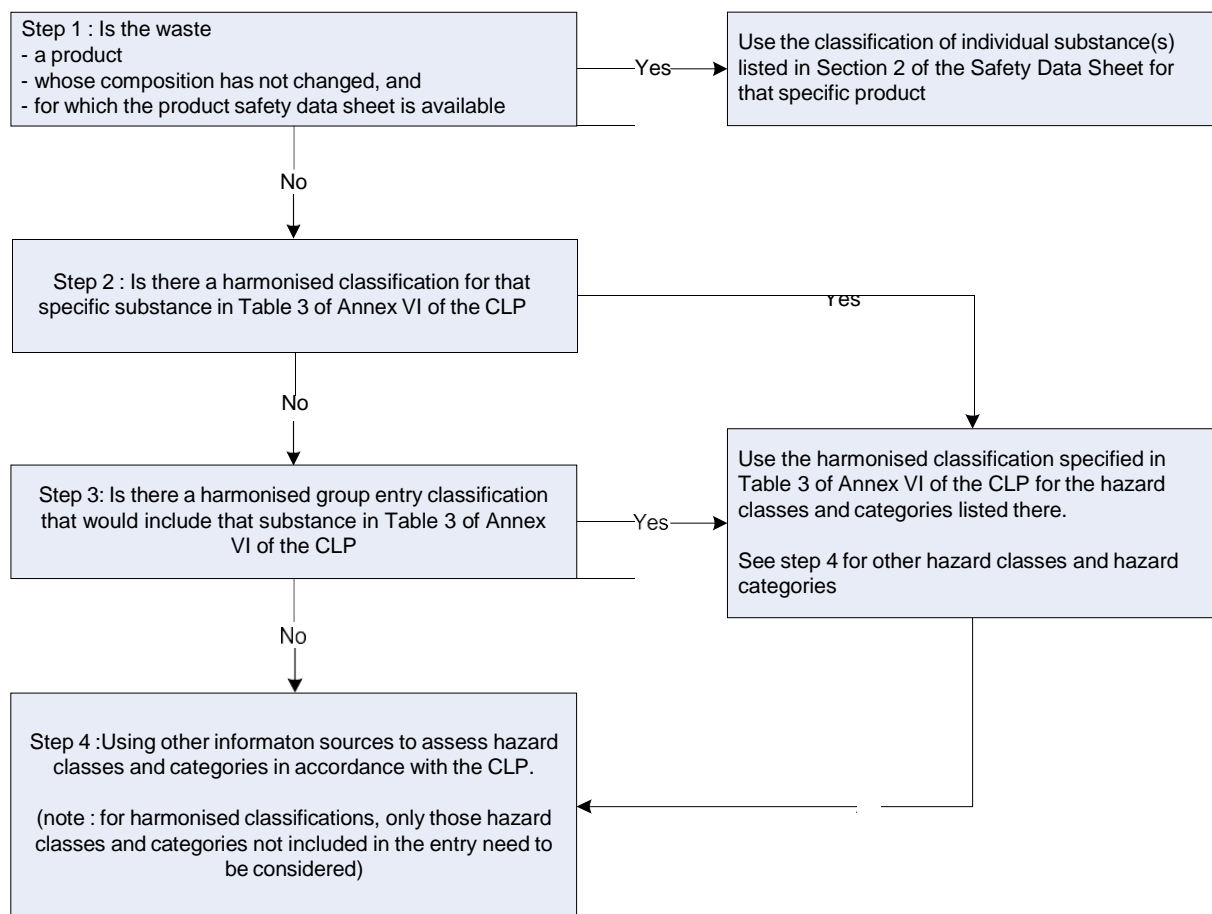 Step 1 : Is the waste
- a product
- whose composition has not changed, and
- for which the product safety data sheet is available
Yes
Use the classification of individual substance(s)
listed in Section 2 of the Safety Data Sheet for
that specific product
No
Step 2 : Is there a harmonised classification for that
specific substance in Table 3 of Annex VI of the CLP
Yes
No
Step 3: Is there a harmonised group entry classification
that would include that substance in Table 3 of Annex
VI of the CLP
Yes
Use the harmonised classification specified in
Table 3 of Annex VI of the CLP for the hazard
classes and categories listed there.
See step 4 for other hazard classes and hazard
categories
No
Step 4 :Using other informaton sources to assess hazard
classes and categories in accordance with the CLP.
(note : for harmonised classifications, only those hazard
classes and categories not included in the entry need to
be considered)